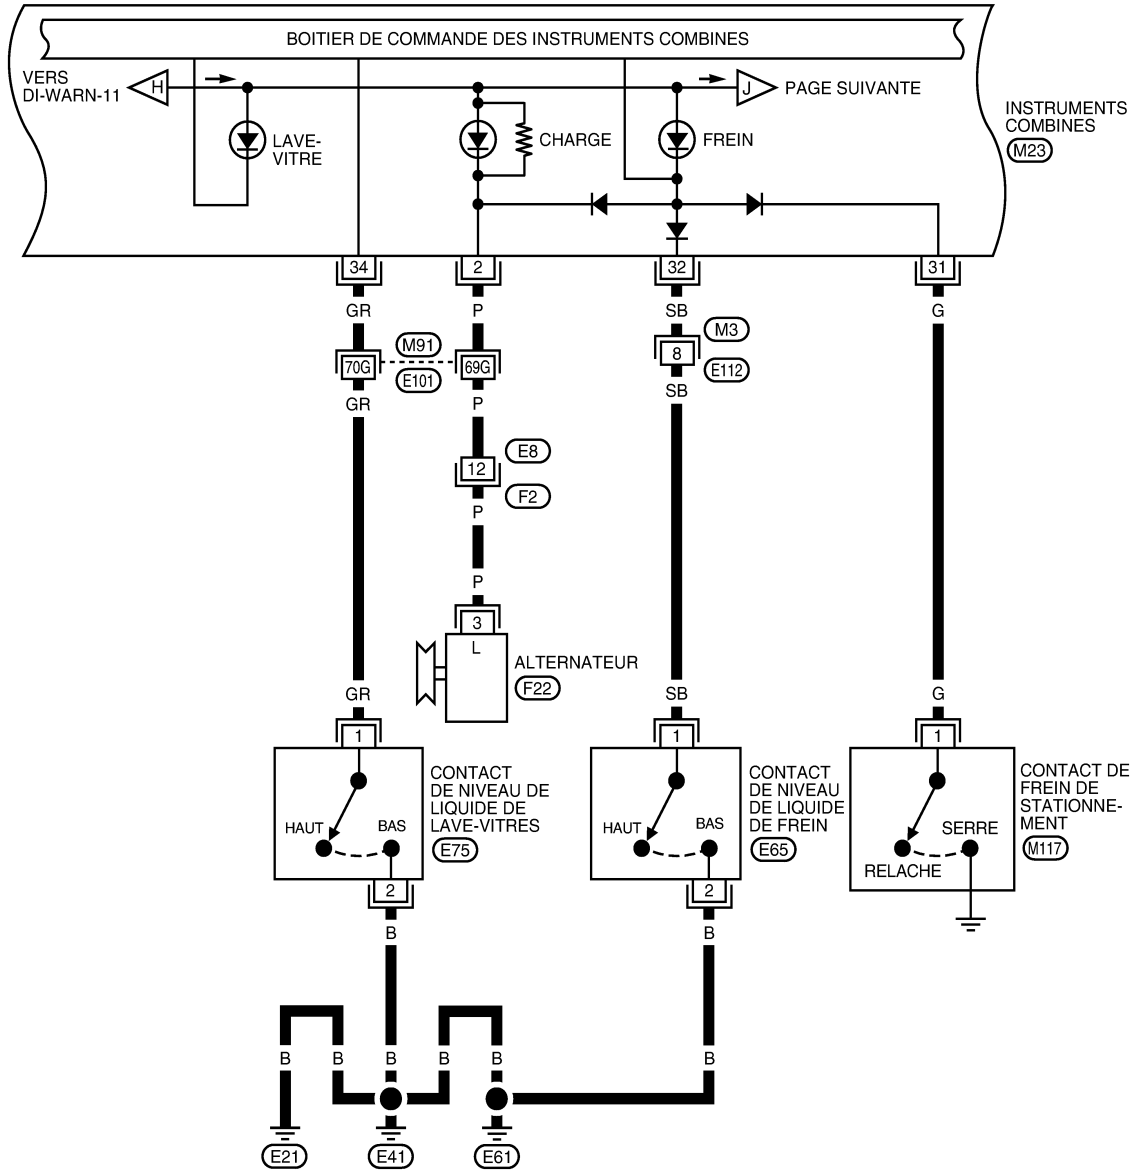 BOITIER DE COMMANDE DES INSTRUMENTS COMBINES
VERS
DI-WARN-11
H
J
PAGE SUIVANTE
INSTRUMENTS
COMBINES
M23
LAVE-
VITRE
CHARGE
FREIN
34
2
32
31
GR
P
SB
G
M91
M3
70G
69G
8
E101
E112
GR
P
SB
E8
12
F2
P
P
3
L
ALTERNATEUR
F22
GR
SB
G
1
1
1
CONTACT
DE NIVEAU DE
LIQUIDE DE
LAVE-VITRES
E75
HAUT
BAS
CONTACT
DE NIVEAU
DE LIQUIDE
DE FREIN
E65
HAUT
BAS
CONTACT DE
FREIN DE
STATIONNE-
MENT
M117
SERRE
RELACHE
2
2
B
B
B
B
B
B
B
B
E21
E41
E61